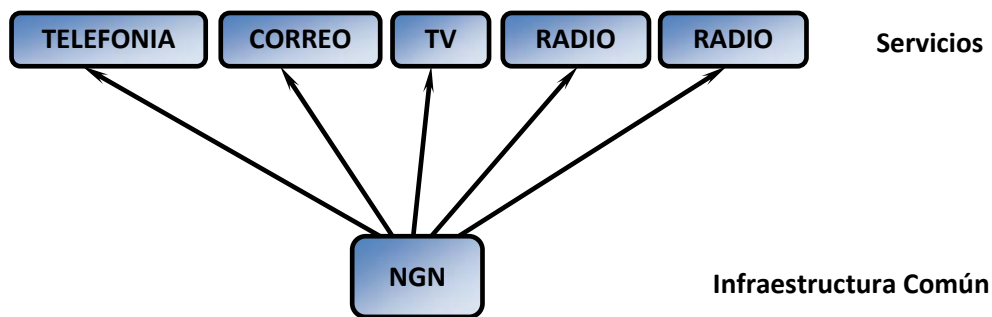 TELEFONIA CORREO TV RADIO RADIO Servicios
NGN
Infraestructura Común